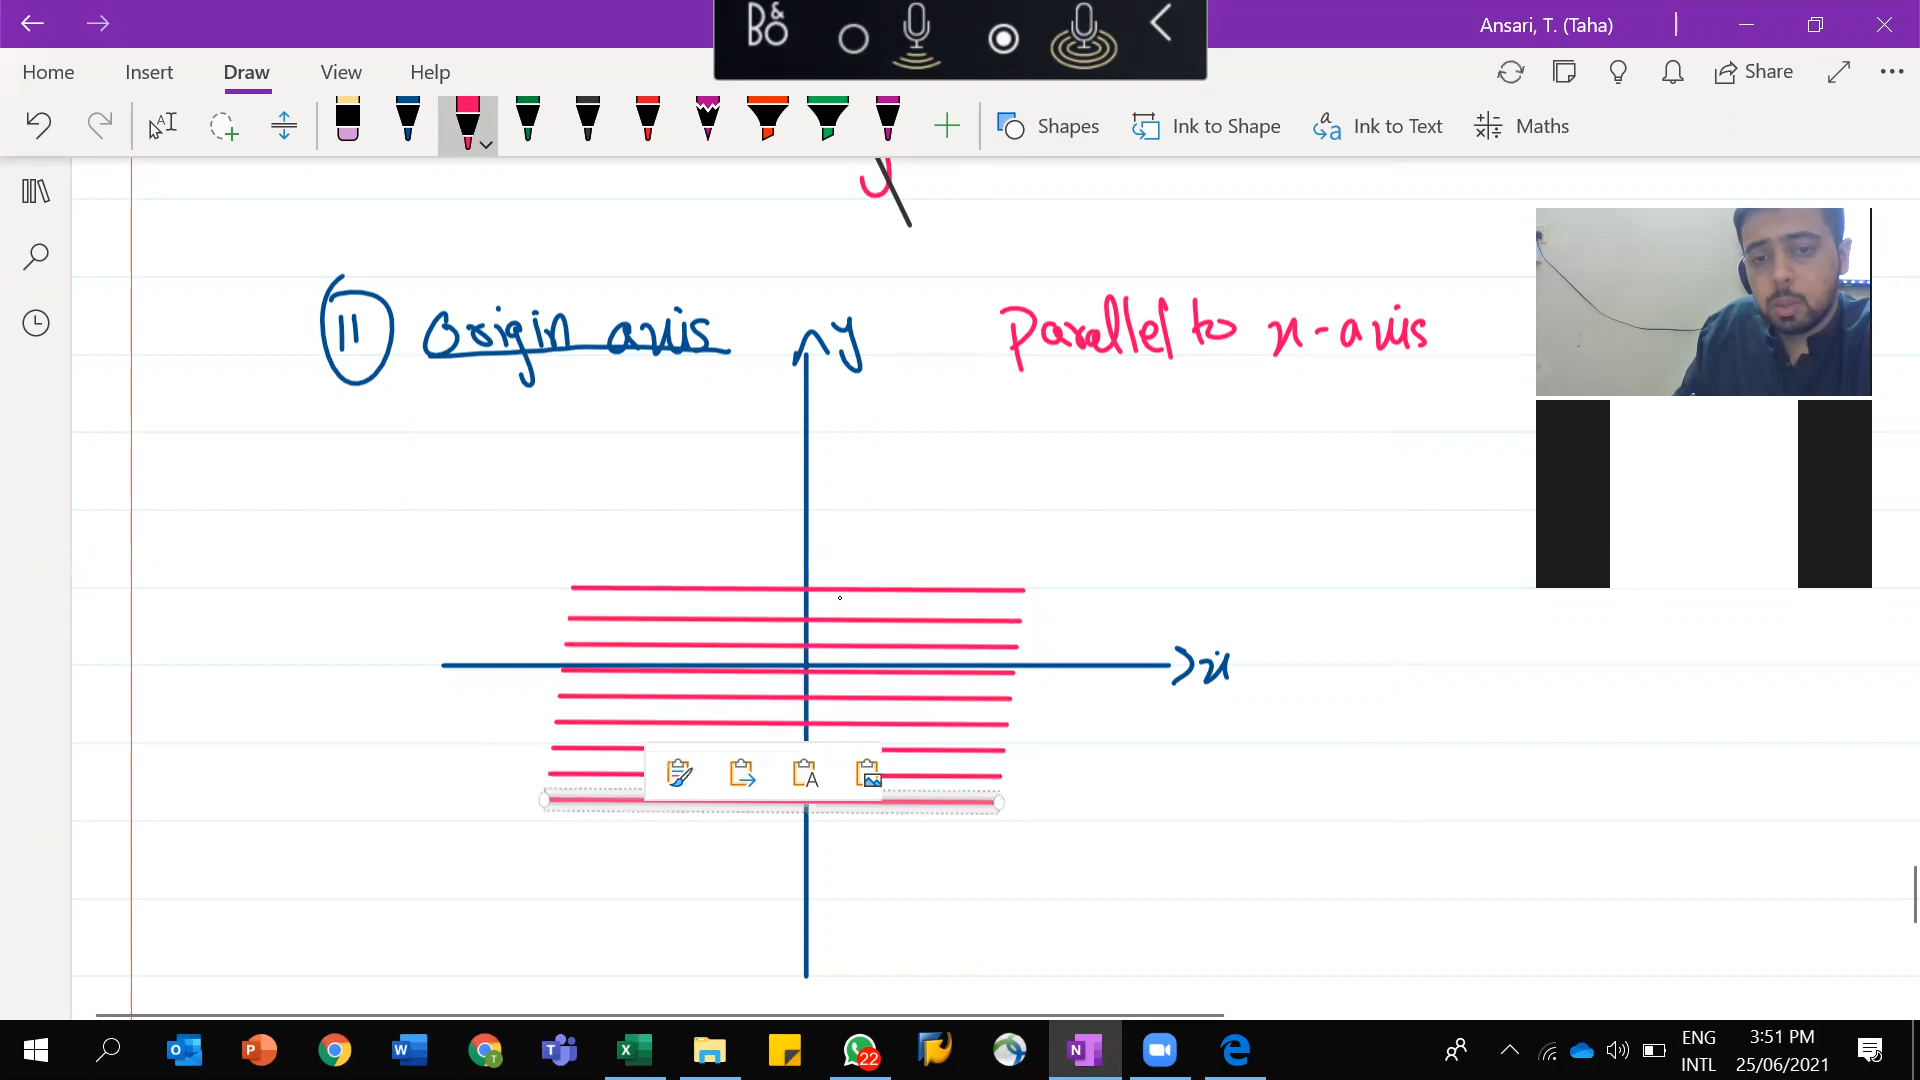 B&O
Ansari, T. (Taha)
Home Insert Draw View Help
Share
Shapes Ink to Shape Ink to Text Maths
y
11 Origin axis y Parallel to x-axis
x
22
ENG 3:51 PM
INTL 25/06/2021